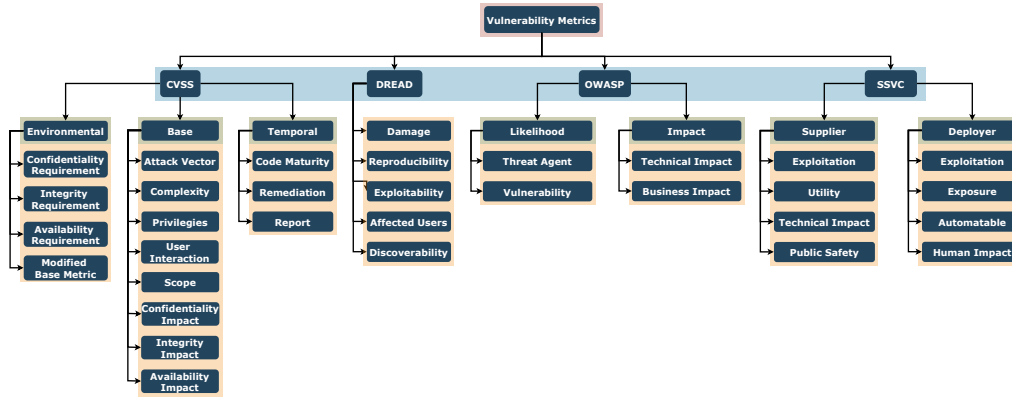 Vulnerability Metrics
CVSS
DREAD
OWASP
SSVC
Environmental
Confidentiality
Requirement
Integrity
Requirement
Availability
Requirement
Modified
Base Metric
Base
Attack Vector
Complexity
Privilegies
User
Interaction
Scope
Confidentiality
Impact
Integrity
Impact
Availability
Impact
Temporal
Code Maturity
Remediation
Report
Damage
Reproducibility
Exploitability
Affected Users
Discoverability
Likelihood
Threat Agent
Vulnerability
Impact
Technical Impact
Business Impact
Supplier
Exploitation
Utility
Technical Impact
Public Safety
Deployer
Exploitation
Exposure
Automatable
Human Impact